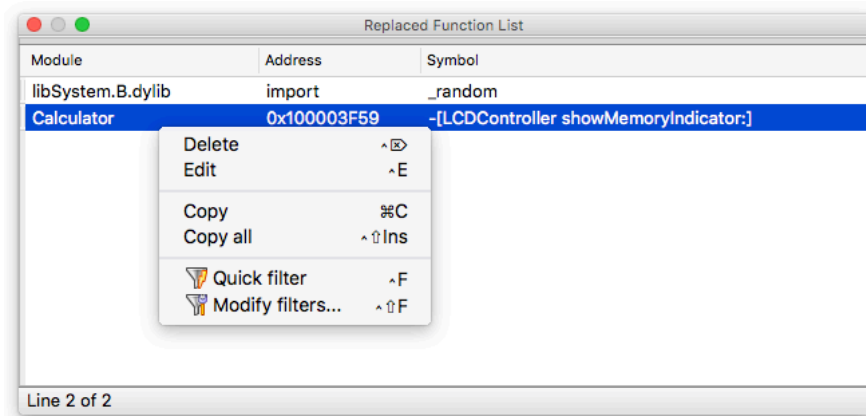 Replaced Function List
Module Address Symbol
libSystem.B.dylib import _random
Calculator 0x100003F59 -[LCDController showMemoryIndicator:]
Delete ^⌦
Edit ^E
Copy ⌘C
Copy all ^⇧Ins
Quick filter ^F
Modify filters... ^⇧F
Line 2 of 2